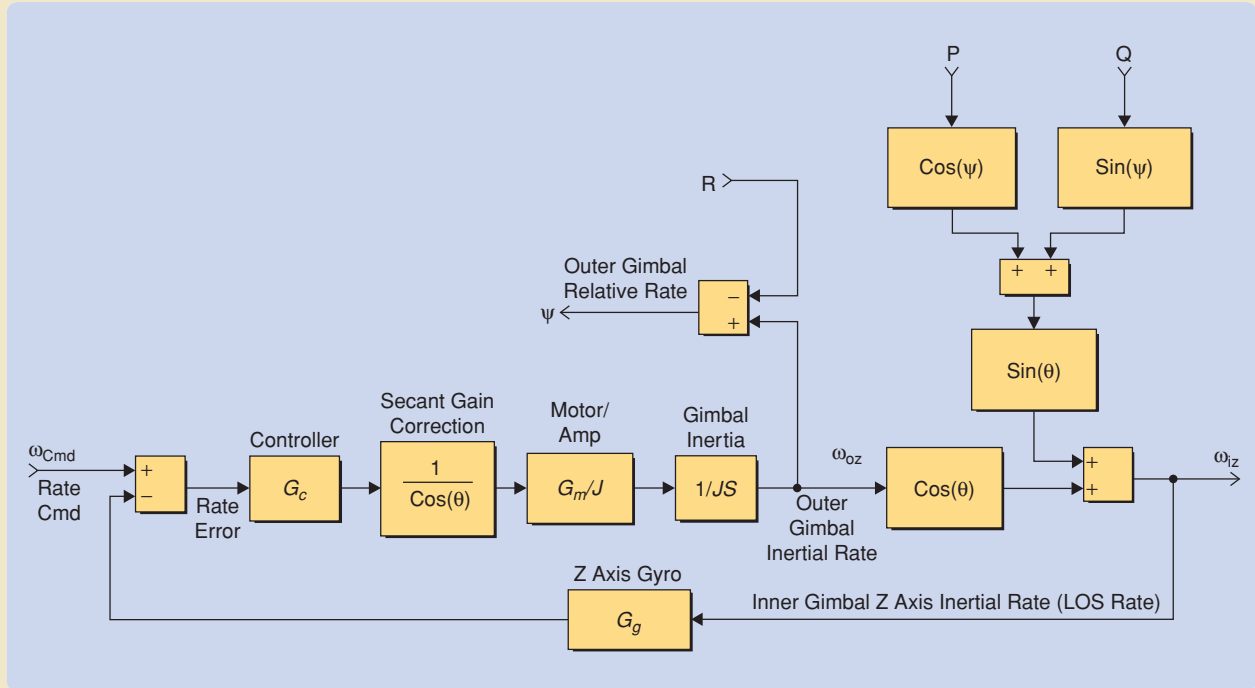 P
Q
Cos(ψ)
Sin(ψ)
R
+ +
Outer Gimbal
Relative Rate
−
+
ψ
Sin(θ)
Secant Gain
Correction
Motor/
Amp
Gimbal
Inertia
Controller
ωCmd
Rate
Cmd
+
−
Rate
Error
Gc
1
Cos(θ)
Gm/J
1/JS
ωoz
Outer
Gimbal
Inertial Rate
Cos(θ)
+
+
ωiz
Z Axis Gyro
Gg
Inner Gimbal Z Axis Inertial Rate (LOS Rate)